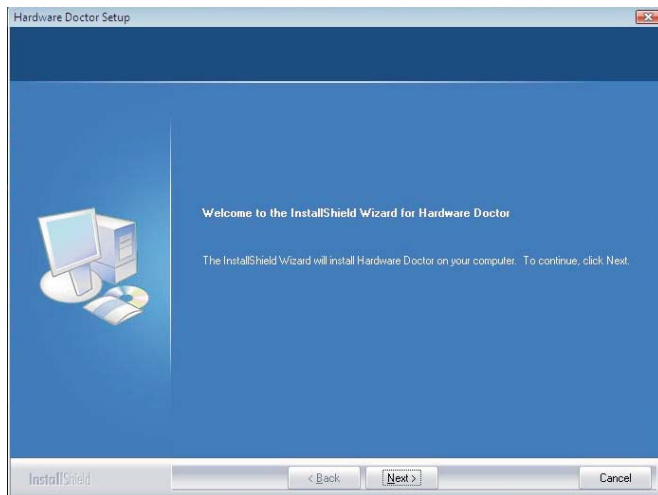 Hardware Doctor Setup
Welcome to the InstallShield Wizard for Hardware Doctor
The InstallShield Wizard will install Hardware Doctor on your computer. To continue, click Next.
InstallShield
< Back
Next >
Cancel